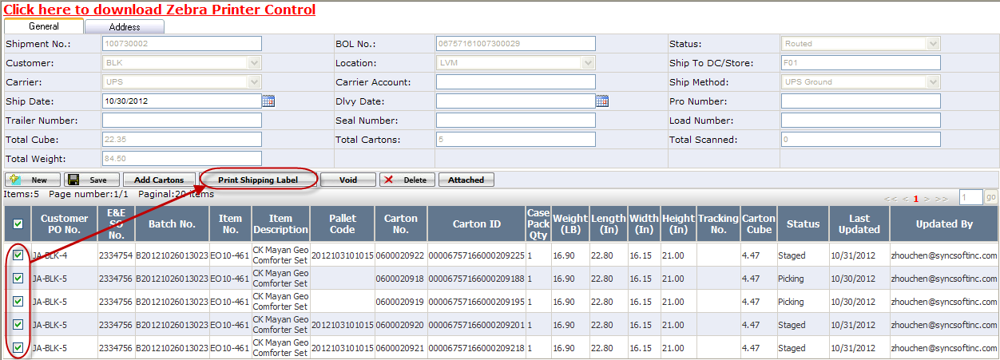 Click here to download Zebra Printer Control
General Address
Shipment No.: 100730002 BOL No.: 06757161007300029 Status: Routed
Customer: BLK Location: LVM Ship To DC/Store: F01
Carrier: UPS Carrier Account: Ship Method: UPS Ground
Ship Date: 10/30/2012 Dlvy Date: Pro Number:
Trailer Number: Seal Number: Load Number:
Total Cube: 22.35 Total Cartons: 5 Total Scanned: 0
Total Weight: 84.50
New Save Add Cartons Print Shipping Label Void Delete Attached
Items:5 Page number:1/1 Paginal:20 items << < 1 > >> 1 go
Customer PO No. E&E SO No. Batch No. Item No. Item Description Pallet Code Carton No. Carton ID Case Pack Qty Weight (LB) Length (In) Width (In) Height (In) Tracking No. Carton Cube Status Last Updated Updated By
JA-BLK-4 2334754 B20121026013023 EO10-461 CK Mayan Geo Comforter Set 2012103101015 0600020922 00006757166000209225 1 16.90 22.80 16.15 21.00 4.47 Staged 10/31/2012 zhouchen@syncsoftinc.com
JA-BLK-5 2334756 B20121026013023 EO10-461 CK Mayan Geo Comforter Set 0600020918 00006757166000209188 1 16.90 22.80 16.15 21.00 4.47 Picking 10/30/2012 zhouchen@syncsoftinc.com
JA-BLK-5 2334756 B20121026013023 EO10-461 CK Mayan Geo Comforter Set 0600020919 00006757166000209195 1 16.90 22.80 16.15 21.00 4.47 Picking 10/30/2012 zhouchen@syncsoftinc.com
JA-BLK-5 2334756 B20121026013023 EO10-461 CK Mayan Geo Comforter Set 2012103101015 0600020920 00006757166000209201 1 16.90 22.80 16.15 21.00 4.47 Staged 10/31/2012 zhouchen@syncsoftinc.com
JA-BLK-5 2334756 B20121026013023 EO10-461 CK Mayan Geo Comforter Set 2012103101015 0600020921 00006757166000209218 1 16.90 22.80 16.15 21.00 4.47 Staged 10/31/2012 zhouchen@syncsoftinc.com